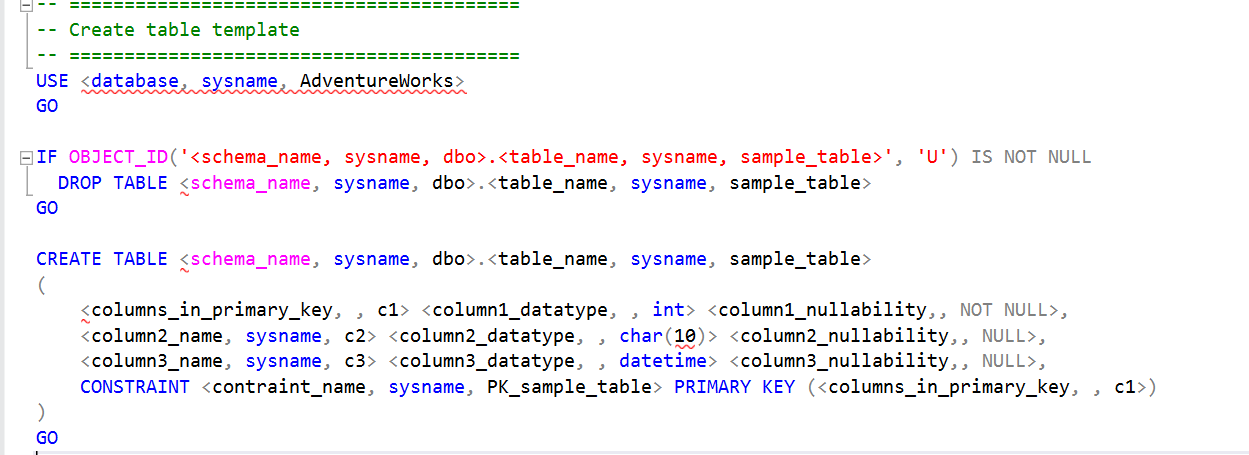 -- =========================================
-- Create table template
-- =========================================
USE <database, sysname, AdventureWorks>
GO
IF OBJECT_ID('<schema_name, sysname, dbo>.<table_name, sysname, sample_table>', 'U') IS NOT NULL
DROP TABLE <schema_name, sysname, dbo>.<table_name, sysname, sample_table>
GO
CREATE TABLE <schema_name, sysname, dbo>.<table_name, sysname, sample_table>
(
<columns_in_primary_key, , c1> <column1_datatype, , int> <column1_nullability,, NOT NULL>,
<column2_name, sysname, c2> <column2_datatype, , char(10)> <column2_nullability,, NULL>,
<column3_name, sysname, c3> <column3_datatype, , datetime> <column3_nullability,, NULL>,
CONSTRAINT <contraint_name, sysname, PK_sample_table> PRIMARY KEY (<columns_in_primary_key, , c1>)
)
GO